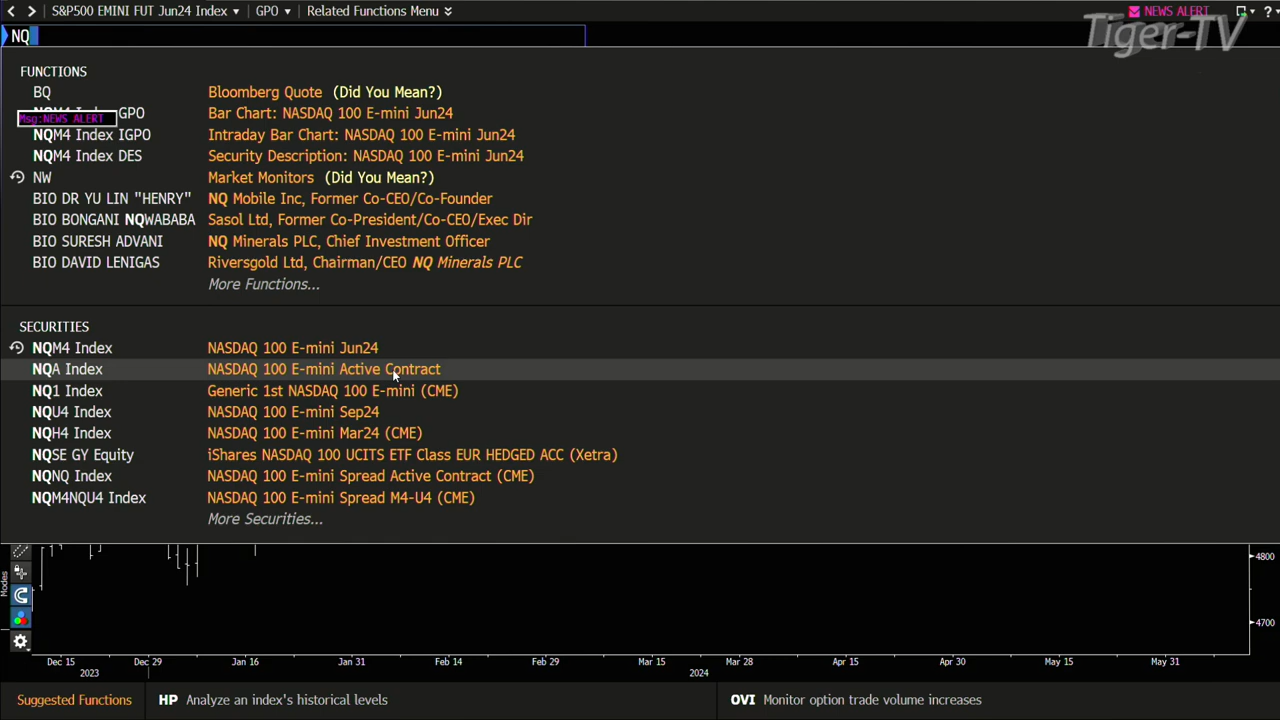 S&P500 EMINI FUT Jun24 Index GPO Related Functions Menu NEWS ALERT ?
Tiger-TV
NQ
FUNCTIONS
BQ Bloomberg Quote (Did You Mean?)
GPO Bar Chart: NASDAQ 100 E-mini Jun24
Msg:NEWS ALERT
NQM4 Index IGPO Intraday Bar Chart: NASDAQ 100 E-mini Jun24
NQM4 Index DES Security Description: NASDAQ 100 E-mini Jun24
NW Market Monitors (Did You Mean?)
BIO DR YU LIN "HENRY" NQ Mobile Inc, Former Co-CEO/Co-Founder
BIO BONGANI NQWABABA Sasol Ltd, Former Co-President/Co-CEO/Exec Dir
BIO SURESH ADVANI NQ Minerals PLC, Chief Investment Officer
BIO DAVID LENIGAS Riversgold Ltd, Chairman/CEO NQ Minerals PLC
More Functions...
SECURITIES
NQM4 Index NASDAQ 100 E-mini Jun24
NQA Index NASDAQ 100 E-mini Active Contract
NQ1 Index Generic 1st NASDAQ 100 E-mini (CME)
NQU4 Index NASDAQ 100 E-mini Sep24
NQH4 Index NASDAQ 100 E-mini Mar24 (CME)
NQSE GY Equity iShares NASDAQ 100 UCITS ETF Class EUR HEDGED ACC (Xetra)
NQNQ Index NASDAQ 100 E-mini Spread Active Contract (CME)
NQM4NQU4 Index NASDAQ 100 E-mini Spread M4-U4 (CME)
More Securities...
4800
Modes
4700
Dec 15 Dec 29 Jan 16 Jan 31 Feb 14 Feb 29 Mar 15 Mar 28 Apr 15 Apr 30 May 15 May 31
2023 2024
Suggested Functions HP Analyze an index's historical levels OVI Monitor option trade volume increases